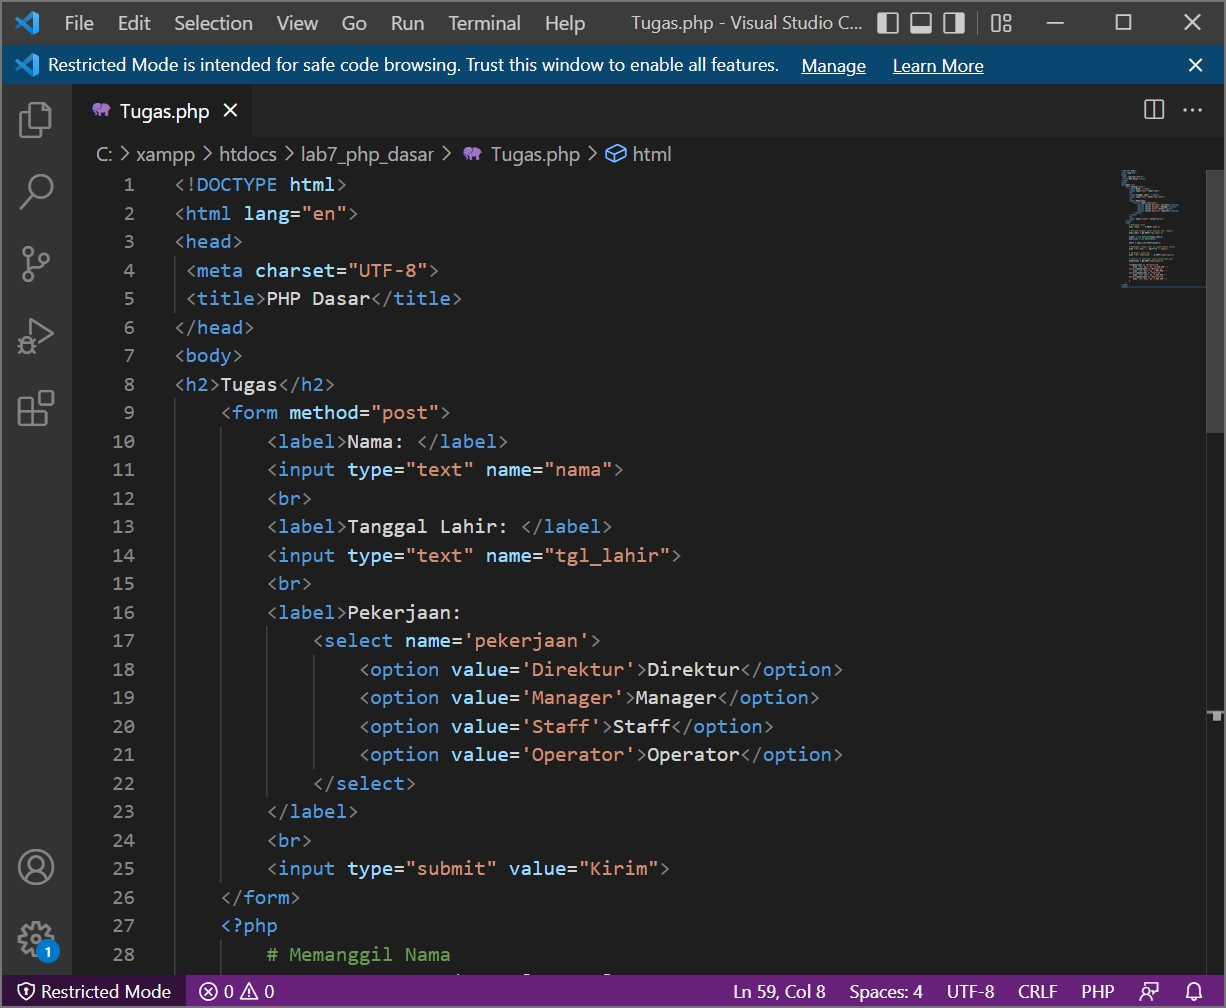 File Edit Selection View Go Run Terminal Help Tugas.php - Visual Studio C...
Restricted Mode is intended for safe code browsing. Trust this window to enable all features. Manage Learn More
Tugas.php
C: > xampp > htdocs > lab7_php_dasar > Tugas.php > html
1 <!DOCTYPE html>
2 <html lang="en">
3 <head>
4 <meta charset="UTF-8">
5 <title>PHP Dasar</title>
6 </head>
7 <body>
8 <h2>Tugas</h2>
9 <form method="post">
10 <label>Nama: </label>
11 <input type="text" name="nama">
12 <br>
13 <label>Tanggal Lahir: </label>
14 <input type="text" name="tgl_lahir">
15 <br>
16 <label>Pekerjaan:
17 <select name='pekerjaan'>
18 <option value='Direktur'>Direktur</option>
19 <option value='Manager'>Manager</option>
20 <option value='Staff'>Staff</option>
21 <option value='Operator'>Operator</option>
22 </select>
23 </label>
24 <br>
25 <input type="submit" value="Kirim">
26 </form>
27 <?php
28 # Memanggil Nama
1
Restricted Mode 0 0 Ln 59, Col 8 Spaces: 4 UTF-8 CRLF PHP